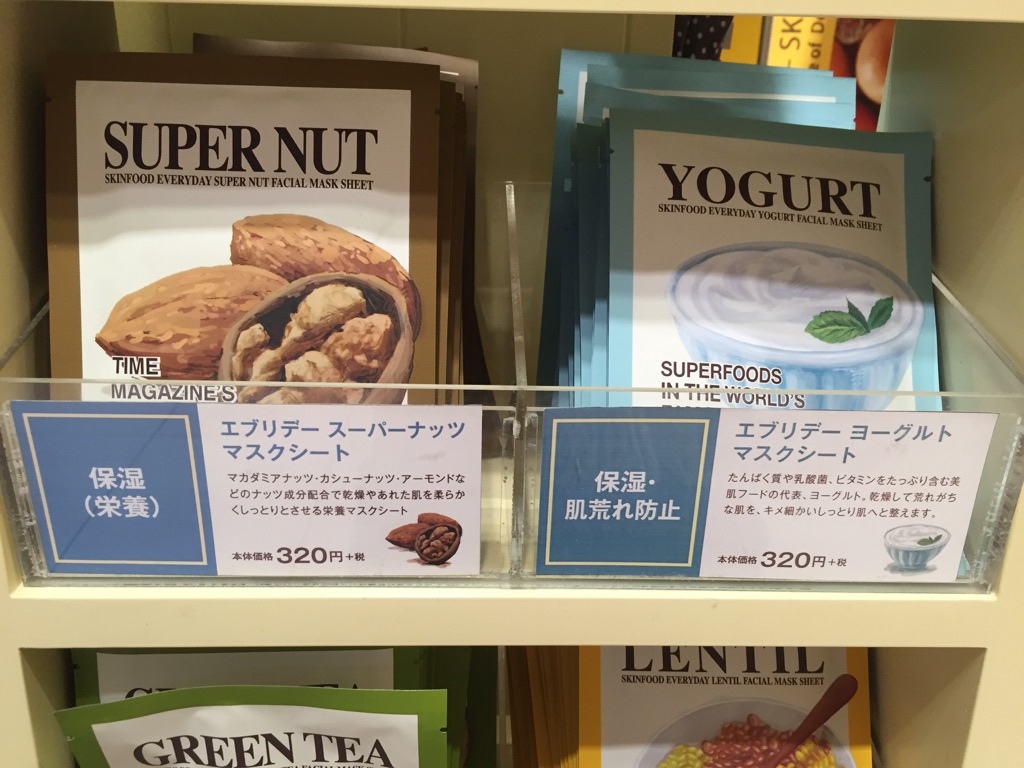 SK
e of D
SUPER NUT
SKINFOOD EVERYDAY SUPER NUT FACIAL MASK SHEET
TIME
MAGAZINE'S
YOGURT
SKINFOOD EVERYDAY YOGURT FACIAL MASK SHEET
SUPERFOODS
IN THE WORLD'S
保湿
(栄養)
エブリデー スーパーナッツ
マスクシート
マカダミアナッツ・カシューナッツ・アーモンドな
どのナッツ成分配合で乾燥やあれた肌を柔らか
くしっとりとさせる栄養マスクシート
本体価格 320円+税
保湿・
肌荒れ防止
エブリデー ヨーグルト
マスクシート
たんぱく質や乳酸菌、ビタミンをたっぷり含む美
肌フードの代表、ヨーグルト。乾燥して荒れがち
な肌を、キメ細かいしっとり肌へと整えます。
本体価格 320円+税
GREEN TEA
GREEN TEA
LENTIL
SKINFOOD EVERYDAY LENTIL FACIAL MASK SHEET